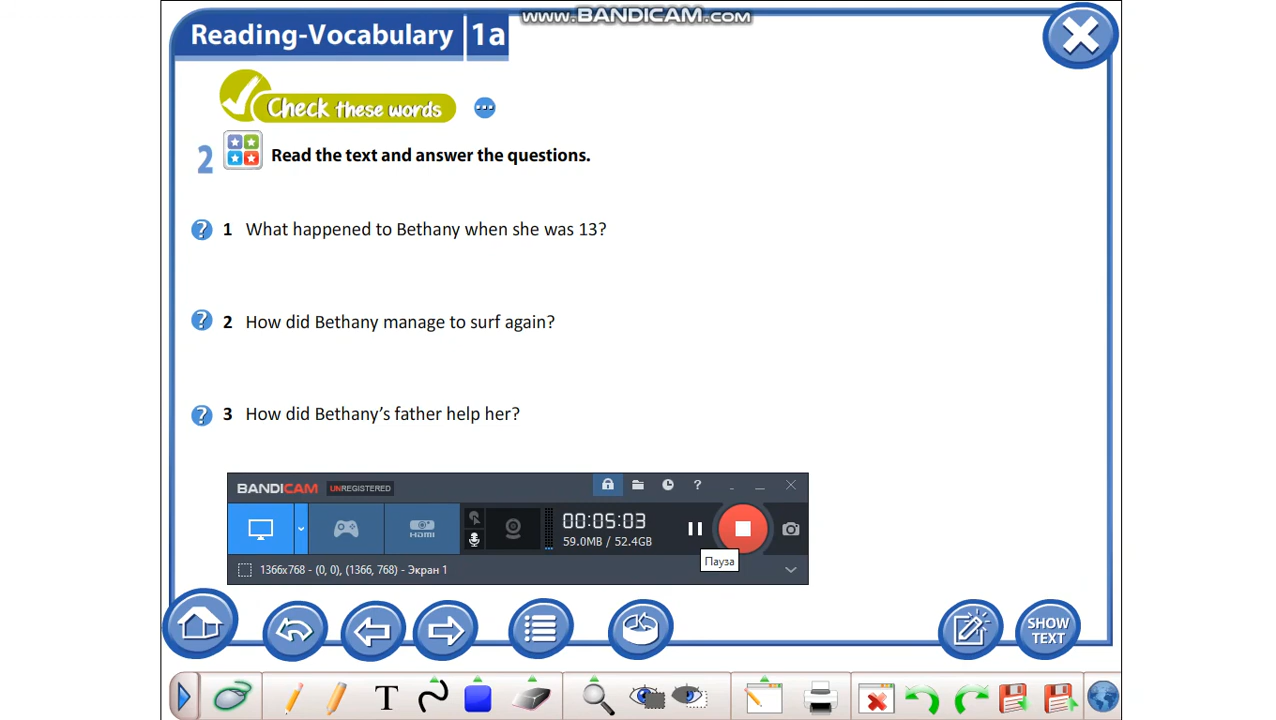 www.BANDICAM.com
Reading-Vocabulary 1a
Check these words
2 Read the text and answer the questions.
? 1 What happened to Bethany when she was 13?
? 2 How did Bethany manage to surf again?
? 3 How did Bethany's father help her?
BANDICAM UNREGISTERED ?
HDMI
00:05:03
59.0MB / 52.4GB
Пауза
1366x768 - (0, 0), (1366, 768) - Экран 1
SHOW
TEXT
T